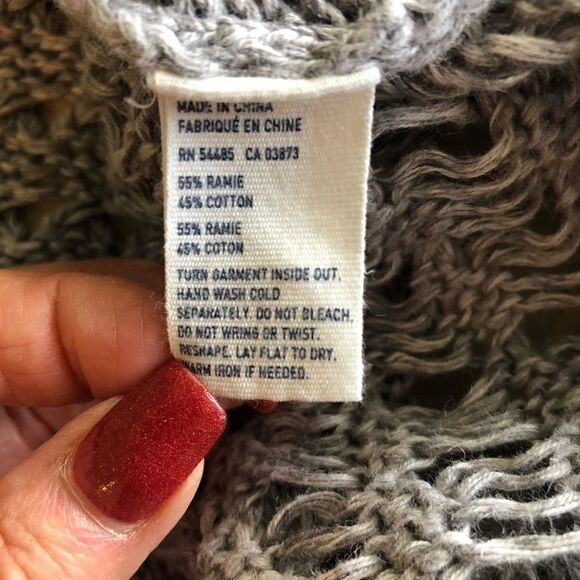 MADE IN CHINA
FABRIQUÉ EN CHINE
RN 54485 CA 03873
55% RAMIE
45% COTTON
55% RAMIE
45% COTON
TURN GARMENT INSIDE OUT,
HAND WASH COLD
SEPARATELY. DO NOT BLEACH.
DO NOT WRING OR TWIST.
RESHAPE. LAY FLAT TO DRY.
WARM IRON IF NEEDED.